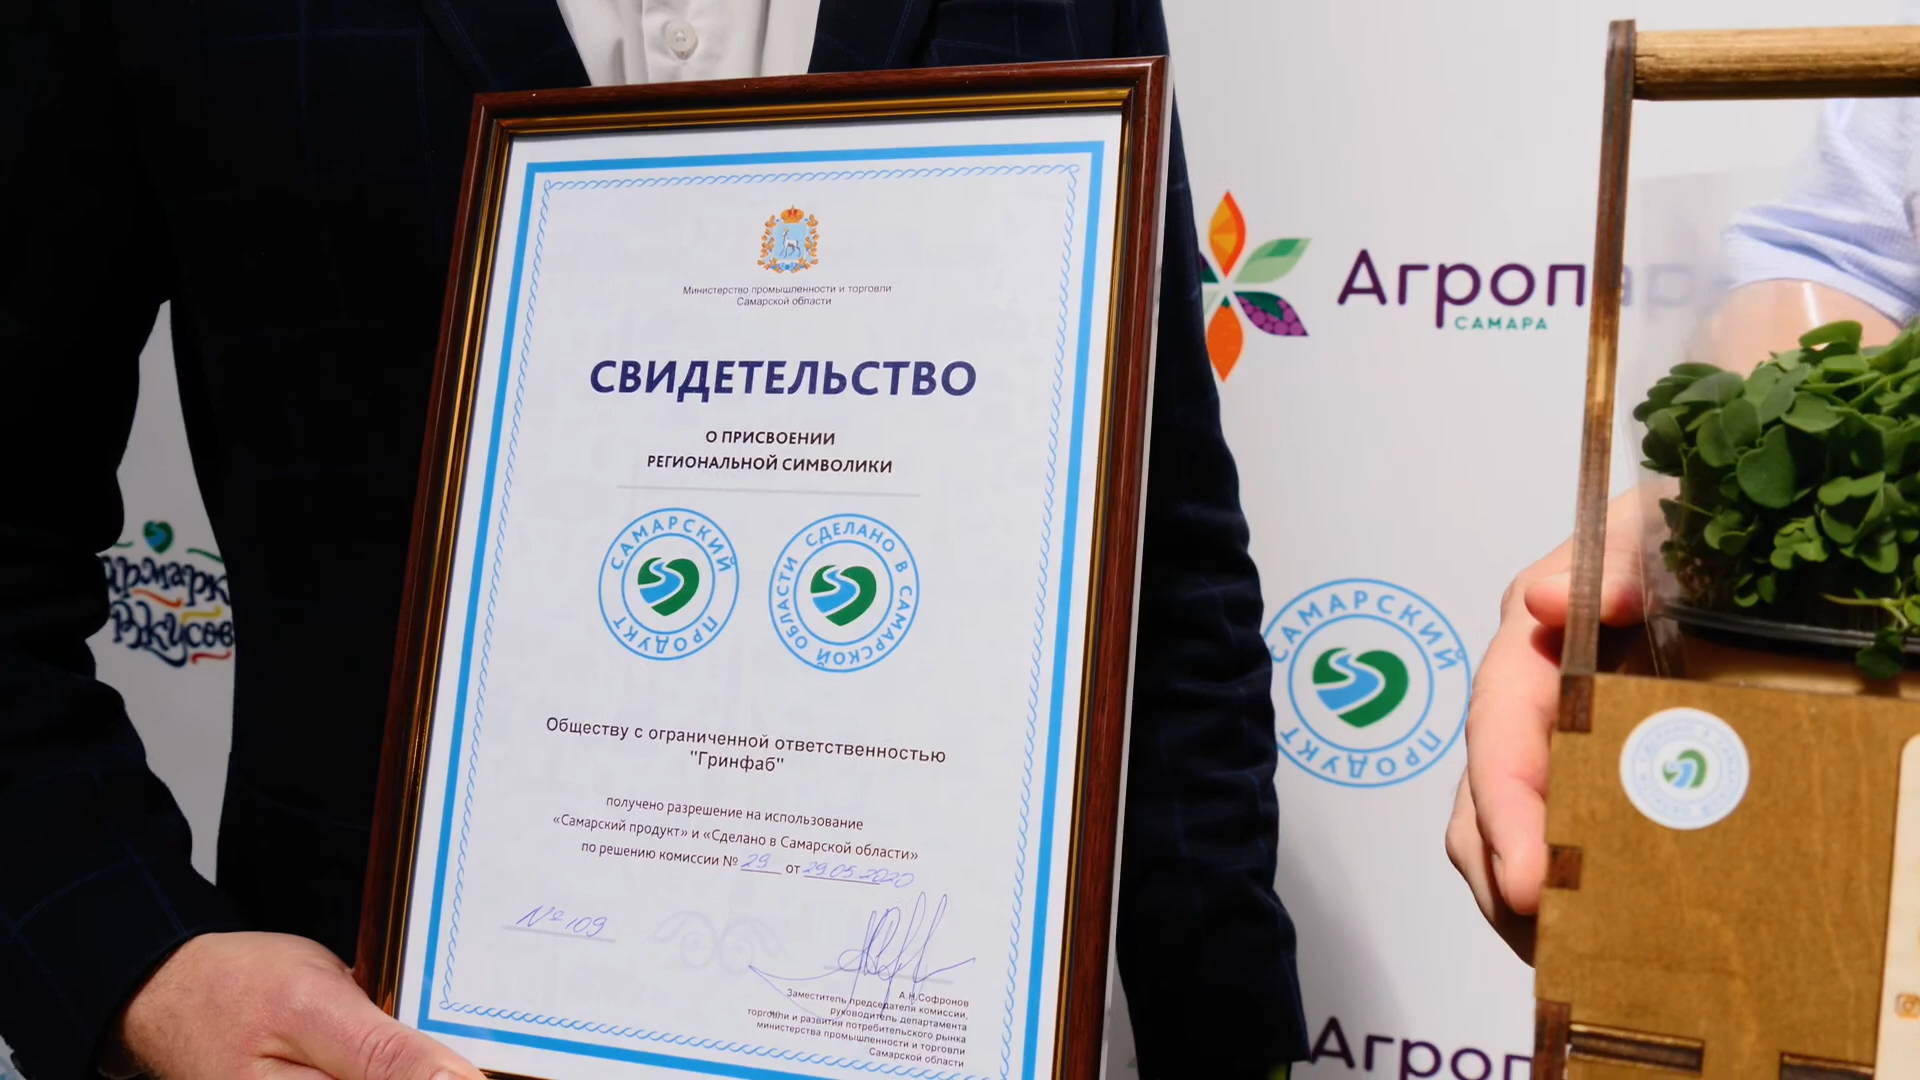 Министерство промышленности и торговли
Самарской области
СВИДЕТЕЛЬСТВО
О ПРИСВОЕНИИ
РЕГИОНАЛЬНОЙ СИМВОЛИКИ
САМАРСКИЙ ПРОДУКТ
СДЕЛАНО В САМАРСКОЙ ОБЛАСТИ
Обществу с ограниченной ответственностью
"Гринфаб"
получено разрешение на использование
«Самарский продукт» и «Сделано в Самарской области»
по решению комиссии № 29 от 29.05.2020
№ 109
А.Н.Софронов
Заместитель председателя комиссии,
руководитель департамента
торговли и развития потребительского рынка
министерства промышленности и торговли
Самарской области
Агропарк
САМАРА
САМАРСКИЙ ПРОДУКТ
Агроп
ярмарк
Вкусов